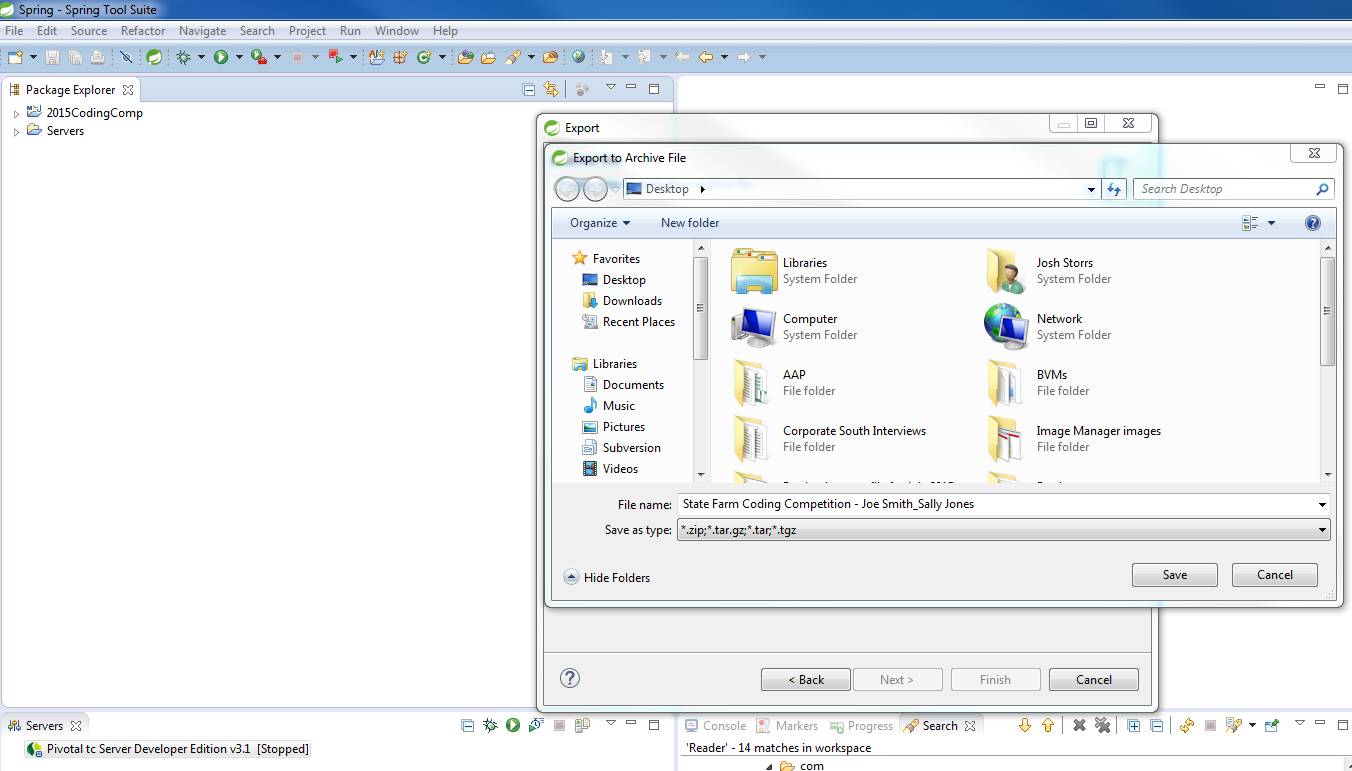 Spring - Spring Tool Suite
File Edit Source Refactor Navigate Search Project Run Window Help
Package Explorer
2015CodingComp
Servers
Export
Export to Archive File
Desktop
Search Desktop
Organize New folder
Favorites
Desktop
Downloads
Recent Places
Libraries
Documents
Music
Pictures
Subversion
Videos
Libraries
System Folder
Josh Storrs
System Folder
Computer
System Folder
Network
System Folder
AAP
File folder
BVMs
File folder
Corporate South Interviews
File folder
Image Manager images
File folder
File name: State Farm Coding Competition - Joe Smith_Sally Jones
Save as type: *.zip;*.tar.gz;*.tar;*.tgz
Hide Folders
Save Cancel
< Back Next > Finish Cancel
Servers
Pivotal tc Server Developer Edition v3.1 [Stopped]
Console Markers Progress Search
'Reader' - 14 matches in workspace
com